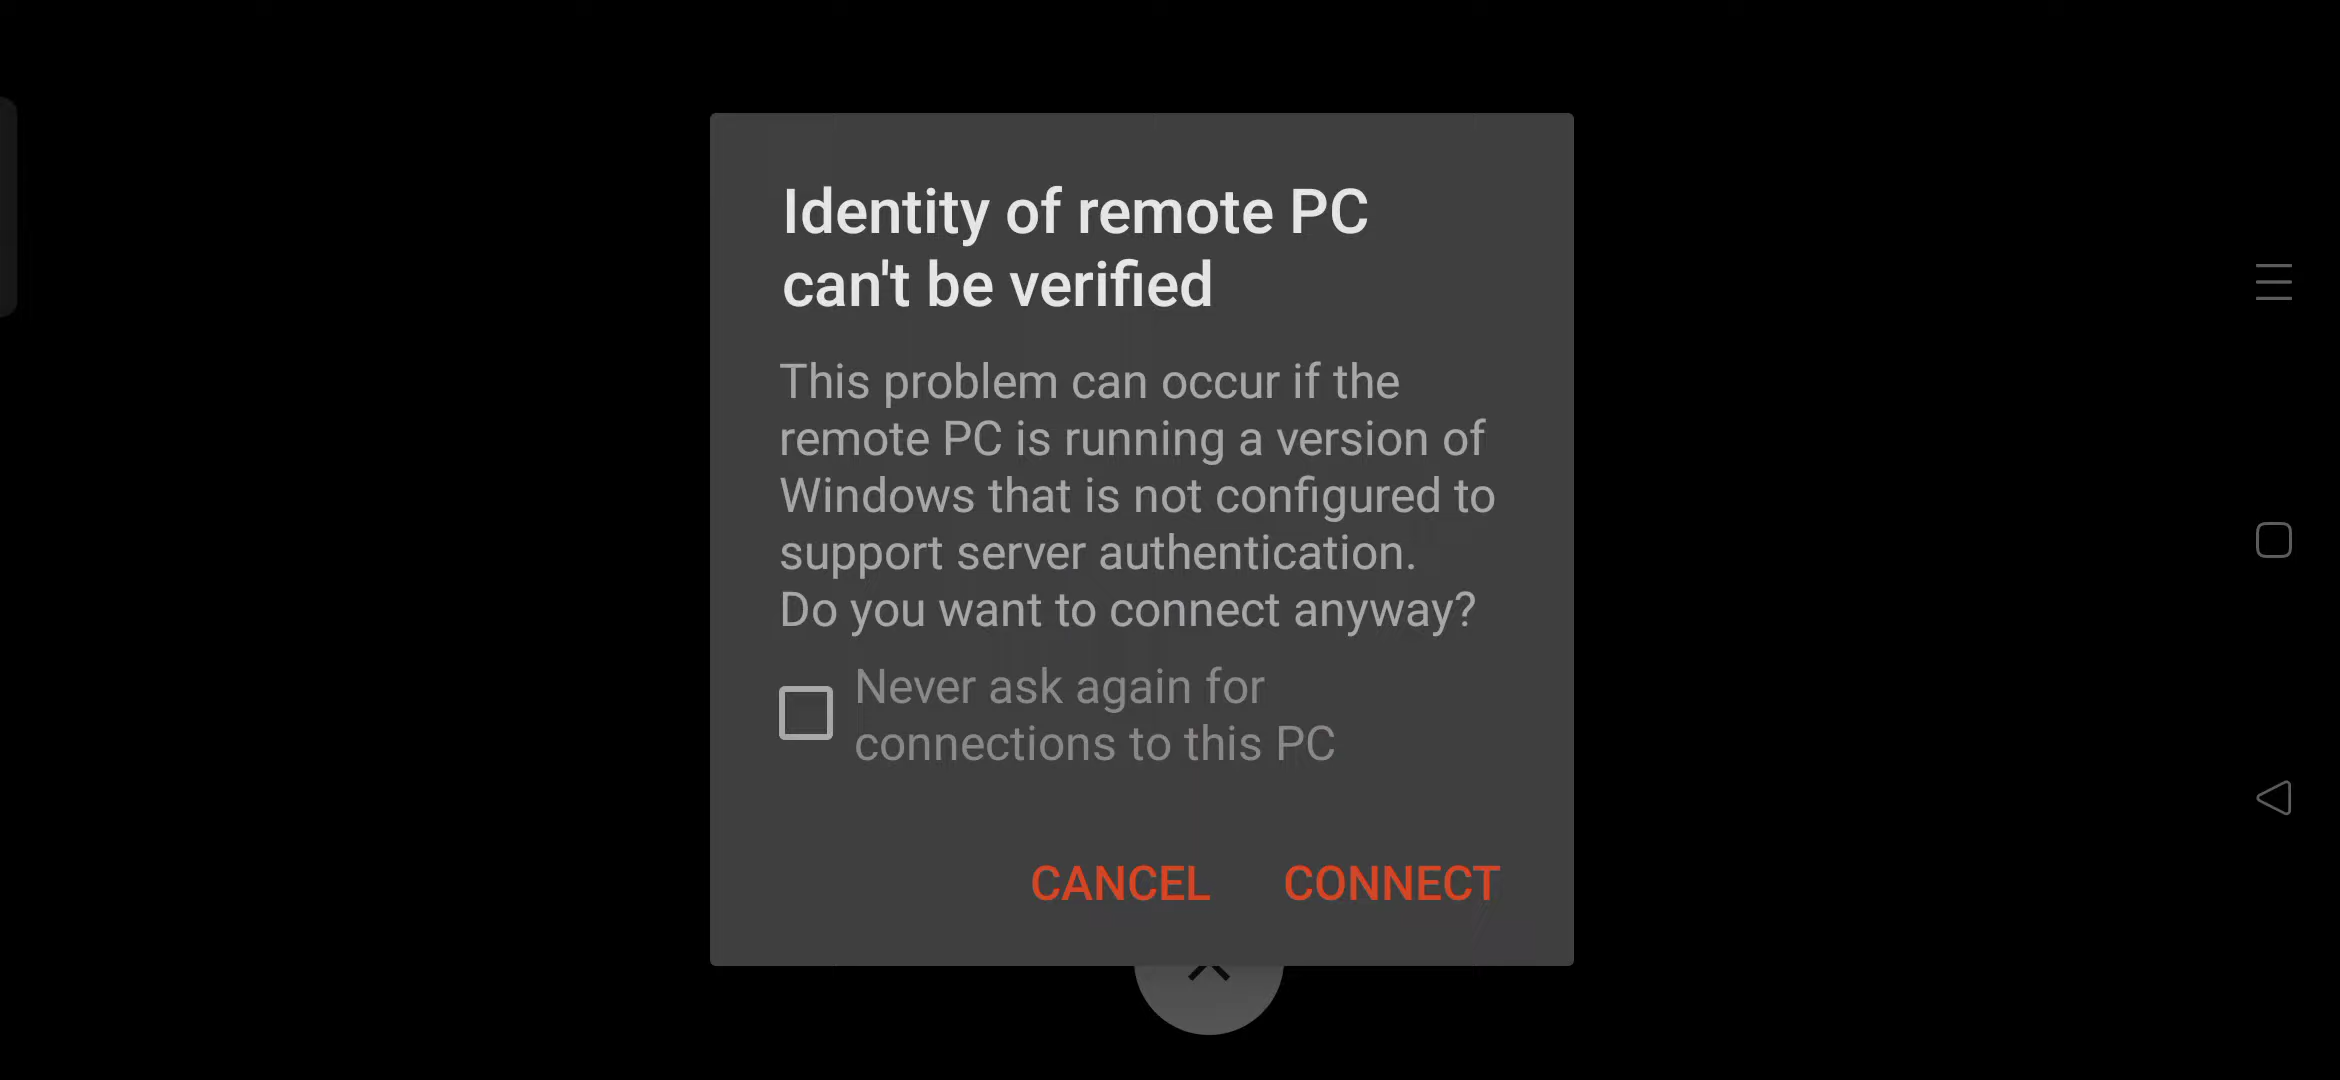 Identity of remote PC
can't be verified
This problem can occur if the
remote PC is running a version of
Windows that is not configured to
support server authentication.
Do you want to connect anyway?
Never ask again for
connections to this PC
CANCEL CONNECT